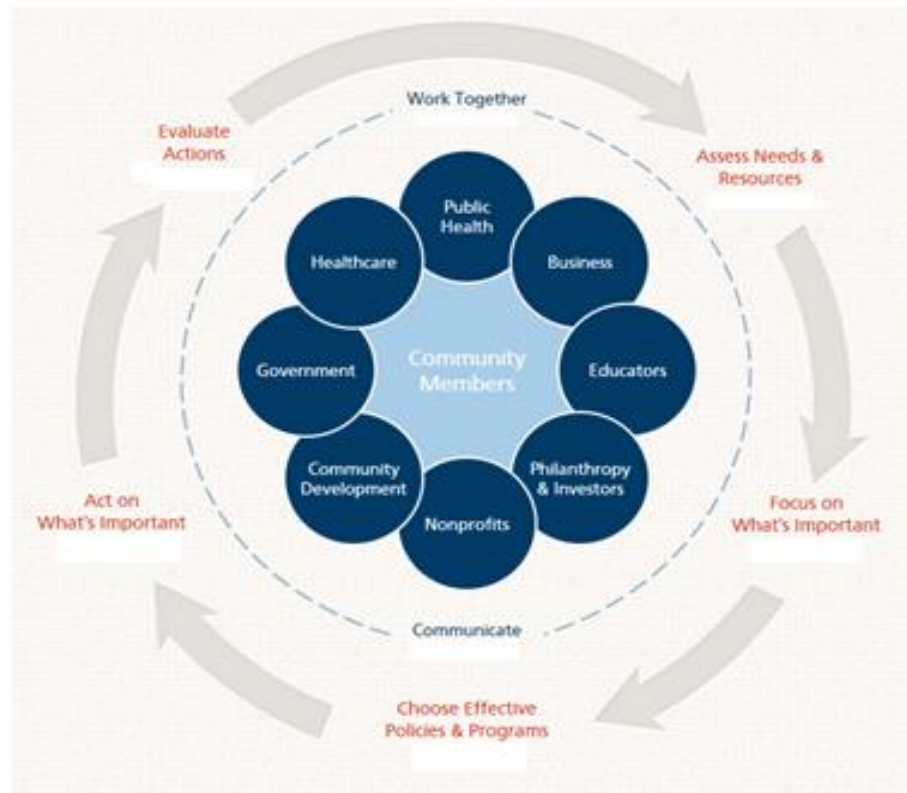 Work Together
Evaluate
Actions
Assess Needs &
Resources
Public
Health
Healthcare
Business
Community
Members
Government
Educators
Community
Development
Philanthropy
& Investors
Nonprofits
Act on
What's Important
Focus on
What's Important
Communicate
Choose Effective
Policies & Programs